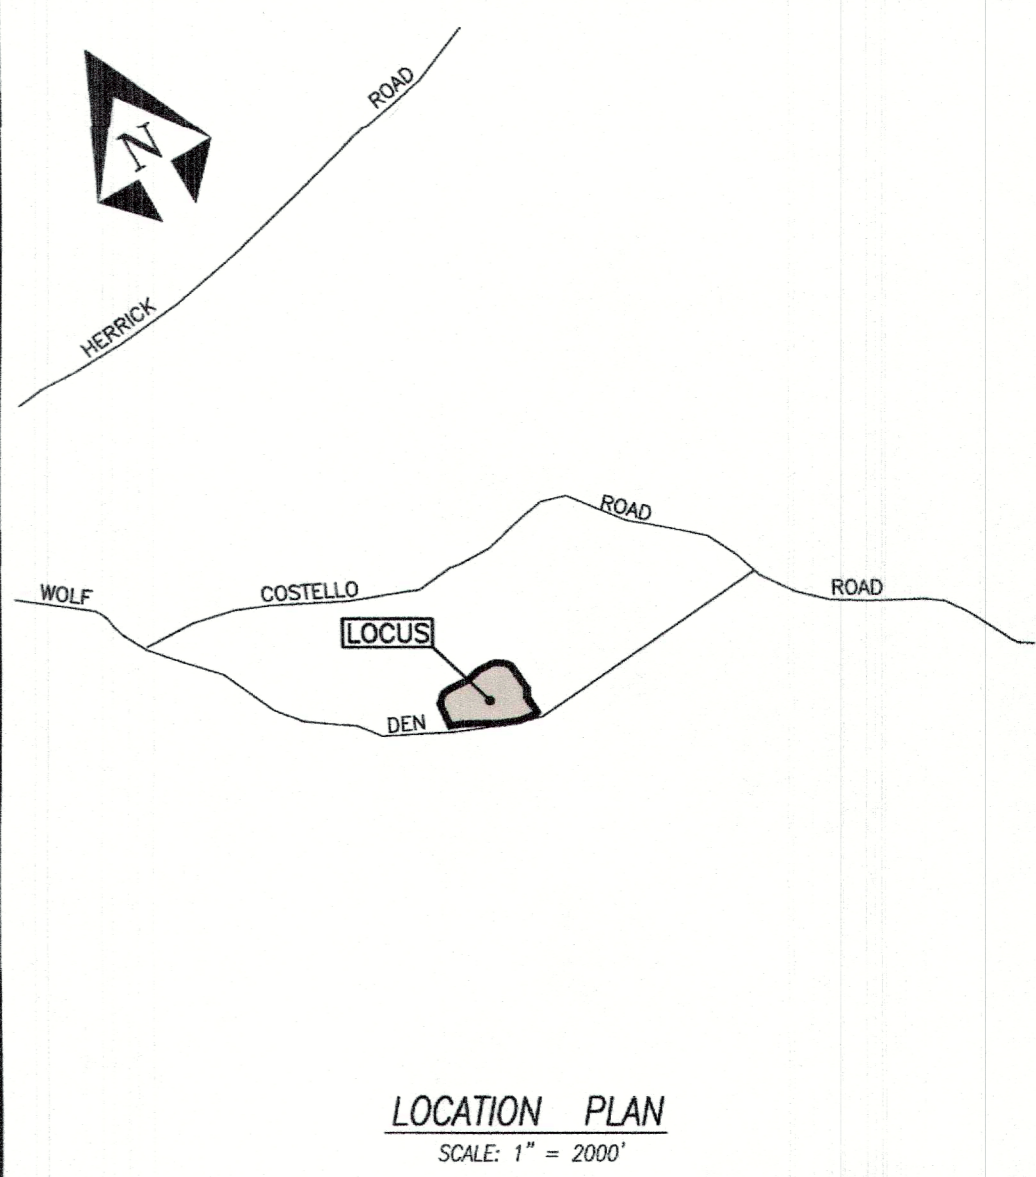 ROAD
N
HERRICK
ROAD
WOLF
COSTELLO
ROAD
LOCUS
DEN
LOCATION PLAN
SCALE: 1" = 2000'